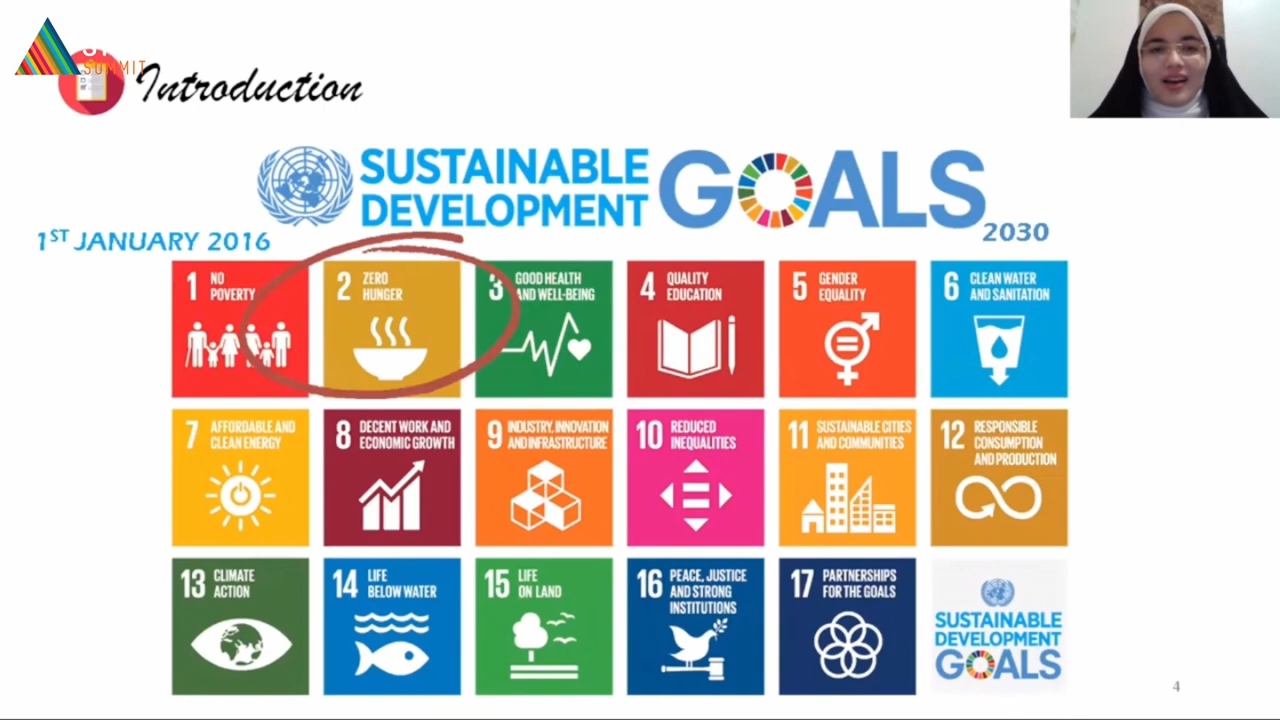 SUMMIT
Introduction
SUSTAINABLE
DEVELOPMENT
GOALS
1ST JANUARY 2016
2030
1 NO
POVERTY
2 ZERO
HUNGER
3 GOOD HEALTH
AND WELL-BEING
4 QUALITY
EDUCATION
5 GENDER
EQUALITY
6 CLEAN WATER
AND SANITATION
7 AFFORDABLE AND
CLEAN ENERGY
8 DECENT WORK AND
ECONOMIC GROWTH
9 INDUSTRY, INNOVATION
AND INFRASTRUCTURE
10 REDUCED
INEQUALITIES
11 SUSTAINABLE CITIES
AND COMMUNITIES
12 RESPONSIBLE
CONSUMPTION
AND PRODUCTION
13 CLIMATE
ACTION
14 LIFE
BELOW WATER
15 LIFE
ON LAND
16 PEACE, JUSTICE
AND STRONG
INSTITUTIONS
17 PARTNERSHIPS
FOR THE GOALS
SUSTAINABLE
DEVELOPMENT
GOALS
4